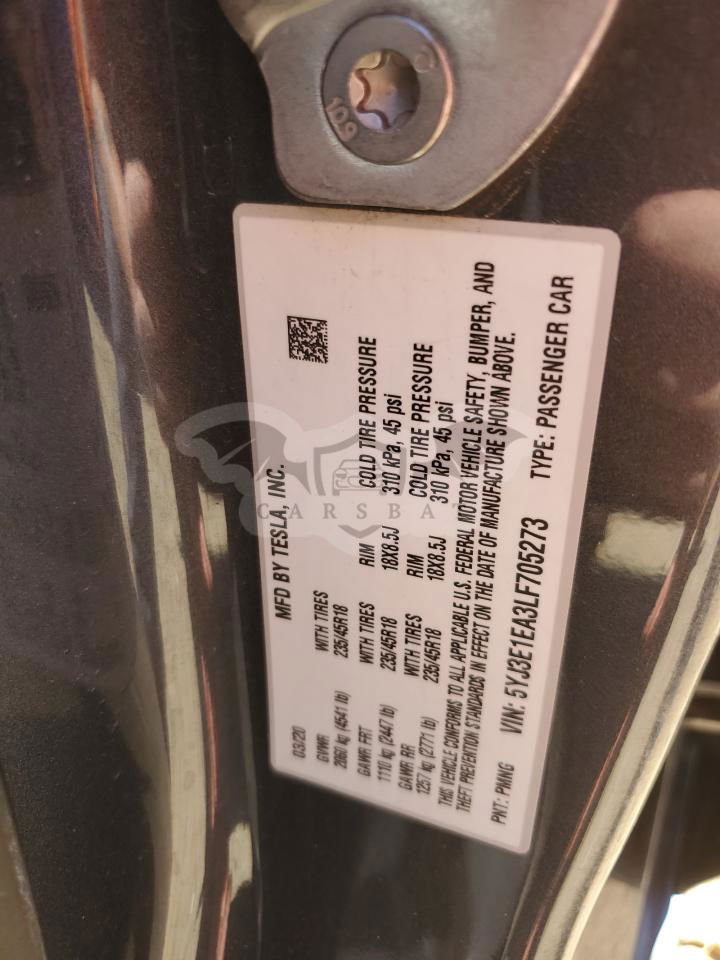 10.9
MFD BY TESLA, INC.
03/20
GVWR
2060 kg (4541 lb)
WITH TIRES
235/45R18
RIM
18X8.5J
COLD TIRE PRESSURE
310 kPa, 45 psi
GAWR FRT
1110 kg (2447 lb)
WITH TIRES
235/45R18
RIM
18X8.5J
COLD TIRE PRESSURE
310 kPa, 45 psi
GAWR RR
1257 kg (2771 lb)
WITH TIRES
235/45R18
THIS VEHICLE CONFORMS TO ALL APPLICABLE U.S. FEDERAL MOTOR VEHICLE SAFETY, BUMPER, AND
THEFT PREVENTION STANDARDS IN EFFECT ON THE DATE OF MANUFACTURE SHOWN ABOVE.
PNT: PMNG VIN: 5YJ3E1EA3LF705273 TYPE: PASSENGER CAR
CARSBAT